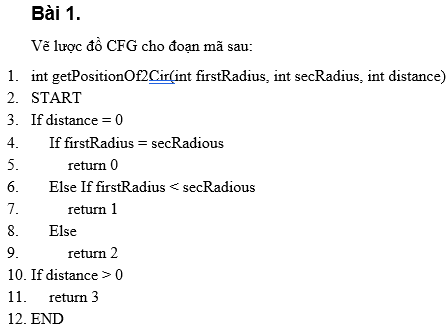 Bài 1.
Vẽ lược đồ CFG cho đoạn mã sau:
1. int getPositionOf2Cir(int firstRadius, int secRadius, int distance)
2. START
3. If distance = 0
4. If firstRadius = secRadious
5. return 0
6. Else If firstRadius < secRadious
7. return 1
8. Else
9. return 2
10. If distance > 0
11. return 3
12. END